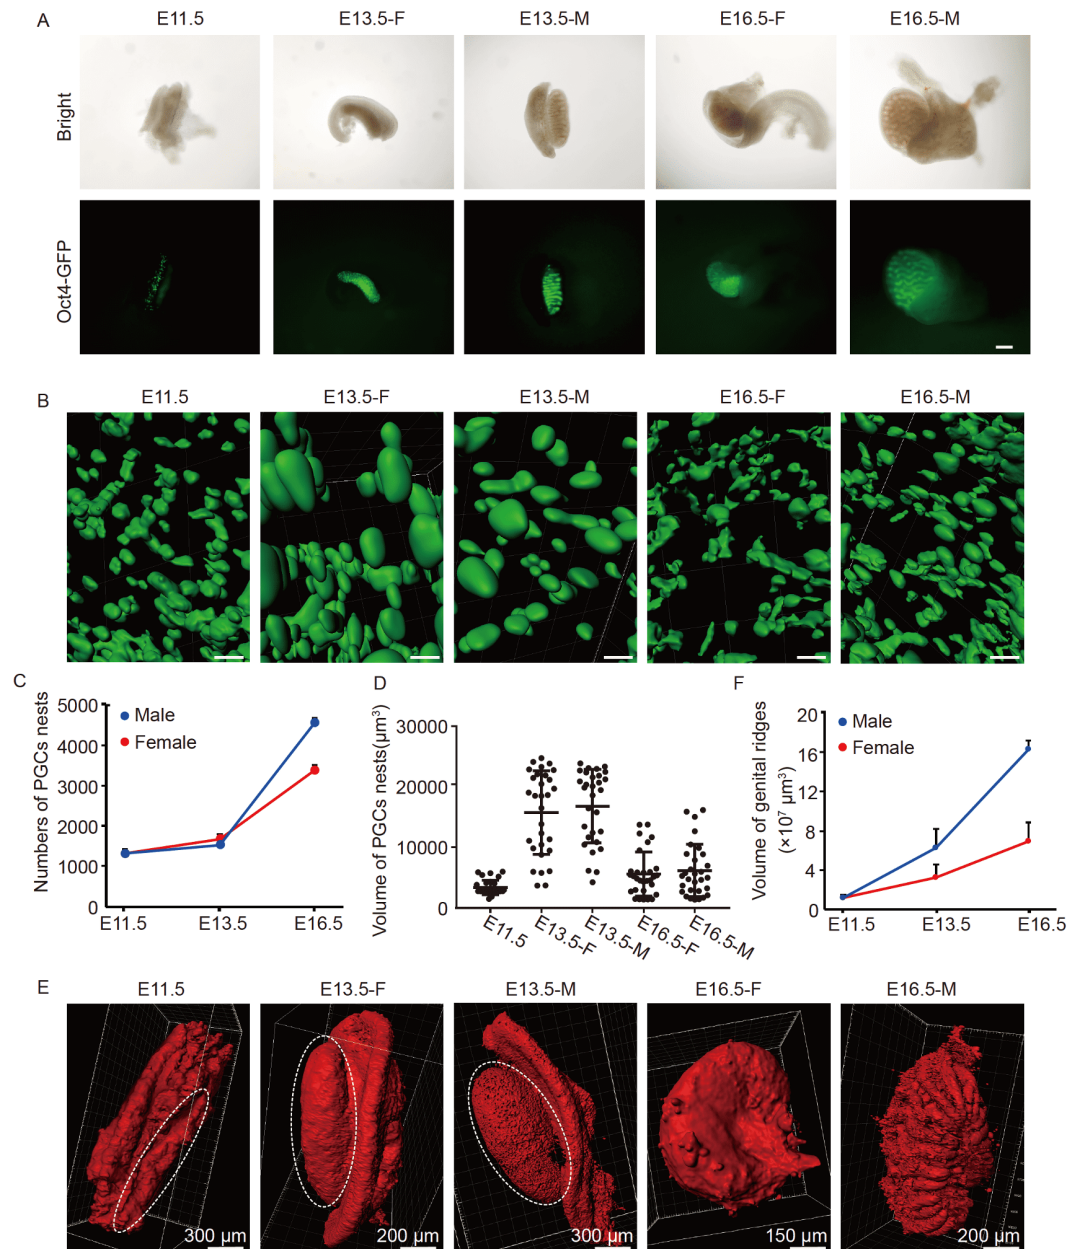 A
E11.5 E13.5-F E13.5-M E16.5-F E16.5-M
Bright
Oct4-GFP
B
E11.5 E13.5-F E13.5-M E16.5-F E16.5-M
C
Numbers of PGCs nests
5000
4000
3000
2000
1000
0
Male
Female
E11.5 E13.5 E16.5
D
Volume of PGCs nests(μm³)
30000
20000
10000
0
E11.5 E13.5-F E13.5-M E16.5-F E16.5-M
F
Volume of genital ridges
(×10⁷ μm³)
20
16
12
8
4
0
Male
Female
E11.5 E13.5 E16.5
E
E11.5 E13.5-F E13.5-M E16.5-F E16.5-M
300 μm 200 μm 300 μm 150 μm 200 μm